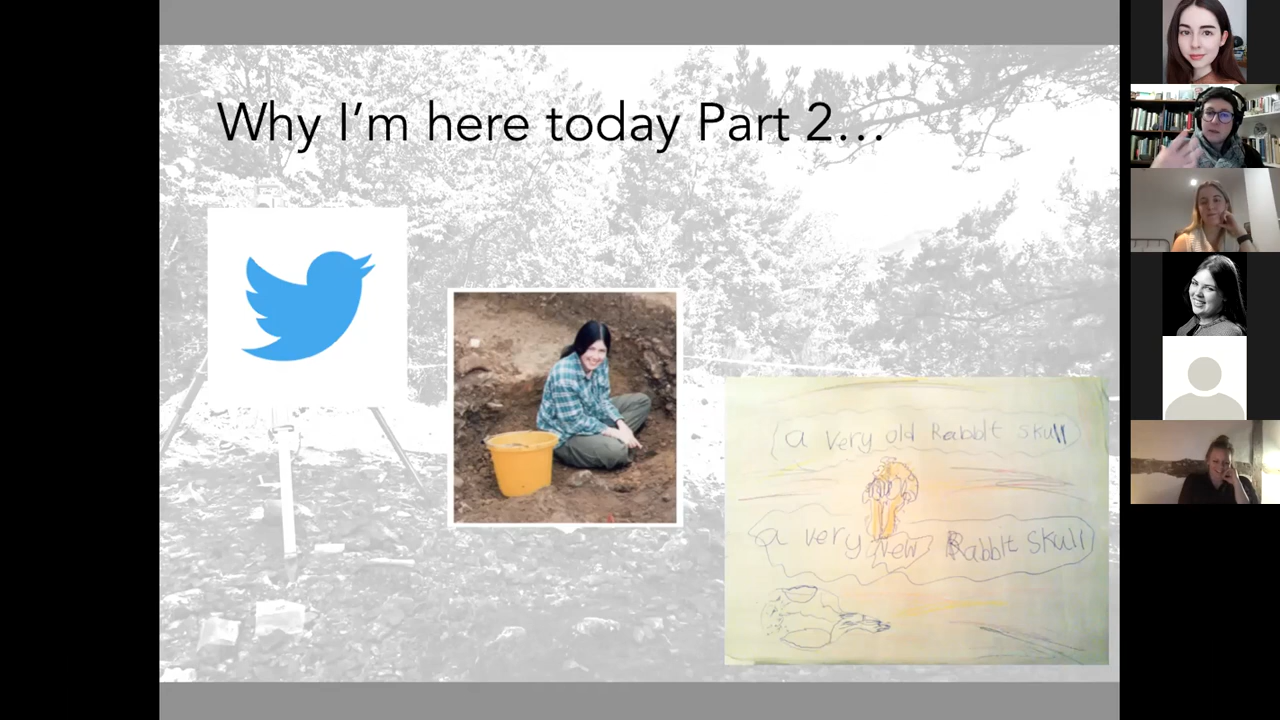 Why I'm here today Part 2...
a very old Rabbit skull
a very new Rabbit skull